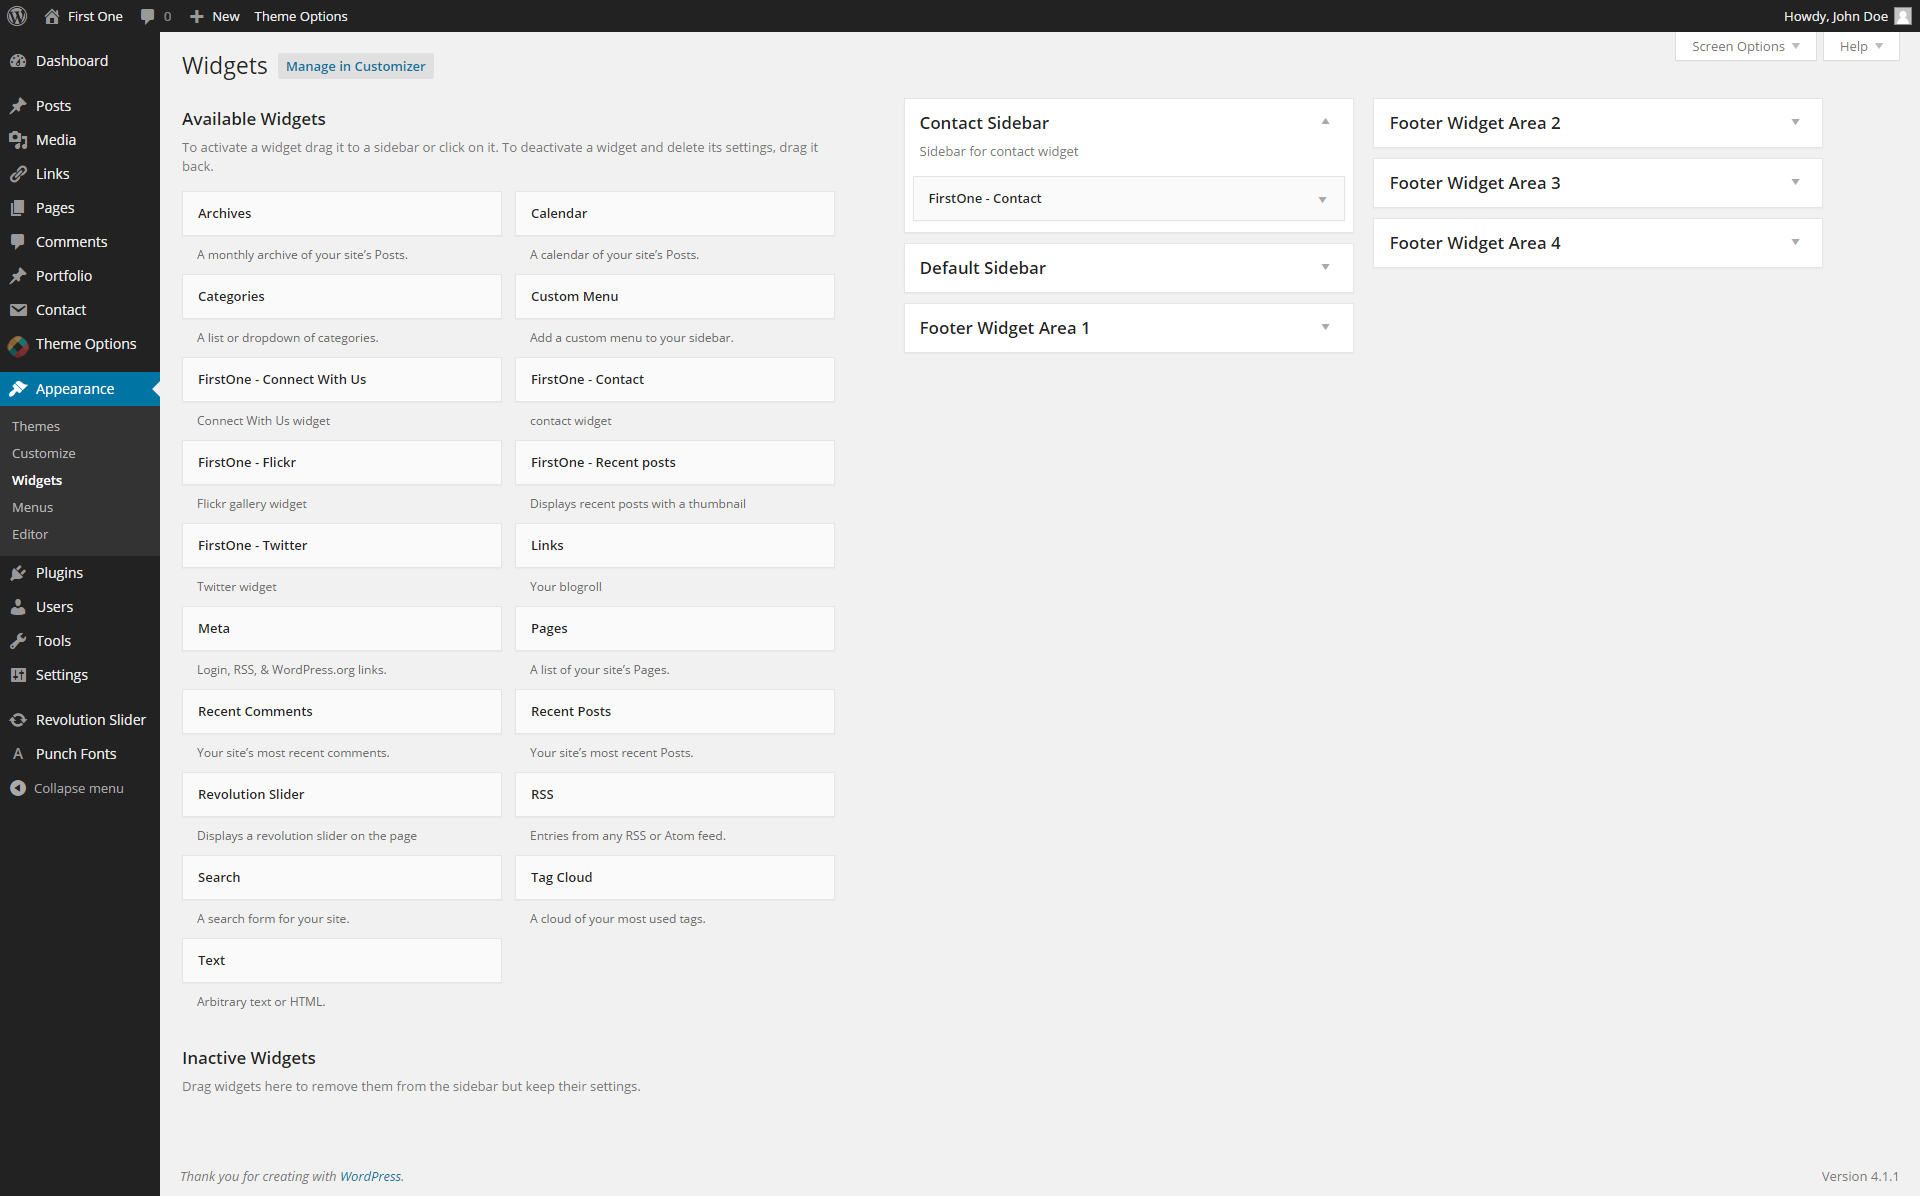 First One
0
New
Theme Options
Howdy, John Doe
Screen Options
Help
Dashboard
Posts
Media
Links
Pages
Comments
Portfolio
Contact
Theme Options
Appearance
Themes
Customize
Widgets
Menus
Editor
Plugins
Users
Tools
Settings
Revolution Slider
Punch Fonts
Collapse menu
Widgets
Manage in Customizer
Available Widgets
To activate a widget drag it to a sidebar or click on it. To deactivate a widget and delete its settings, drag it
back.
Archives
A monthly archive of your site’s Posts.
Calendar
A calendar of your site’s Posts.
Categories
A list or dropdown of categories.
Custom Menu
Add a custom menu to your sidebar.
FirstOne - Connect With Us
Connect With Us widget
FirstOne - Contact
contact widget
FirstOne - Flickr
Flickr gallery widget
FirstOne - Recent posts
Displays recent posts with a thumbnail
FirstOne - Twitter
Twitter widget
Links
Your blogroll
Meta
Login, RSS, & WordPress.org links.
Pages
A list of your site’s Pages.
Recent Comments
Your site’s most recent comments.
Recent Posts
Your site’s most recent Posts.
Revolution Slider
Displays a revolution slider on the page
RSS
Entries from any RSS or Atom feed.
Search
A search form for your site.
Tag Cloud
A cloud of your most used tags.
Text
Arbitrary text or HTML.
Inactive Widgets
Drag widgets here to remove them from the sidebar but keep their settings.
Contact Sidebar
Sidebar for contact widget
FirstOne - Contact
Default Sidebar
Footer Widget Area 1
Footer Widget Area 2
Footer Widget Area 3
Footer Widget Area 4
Thank you for creating with WordPress.
Version 4.1.1